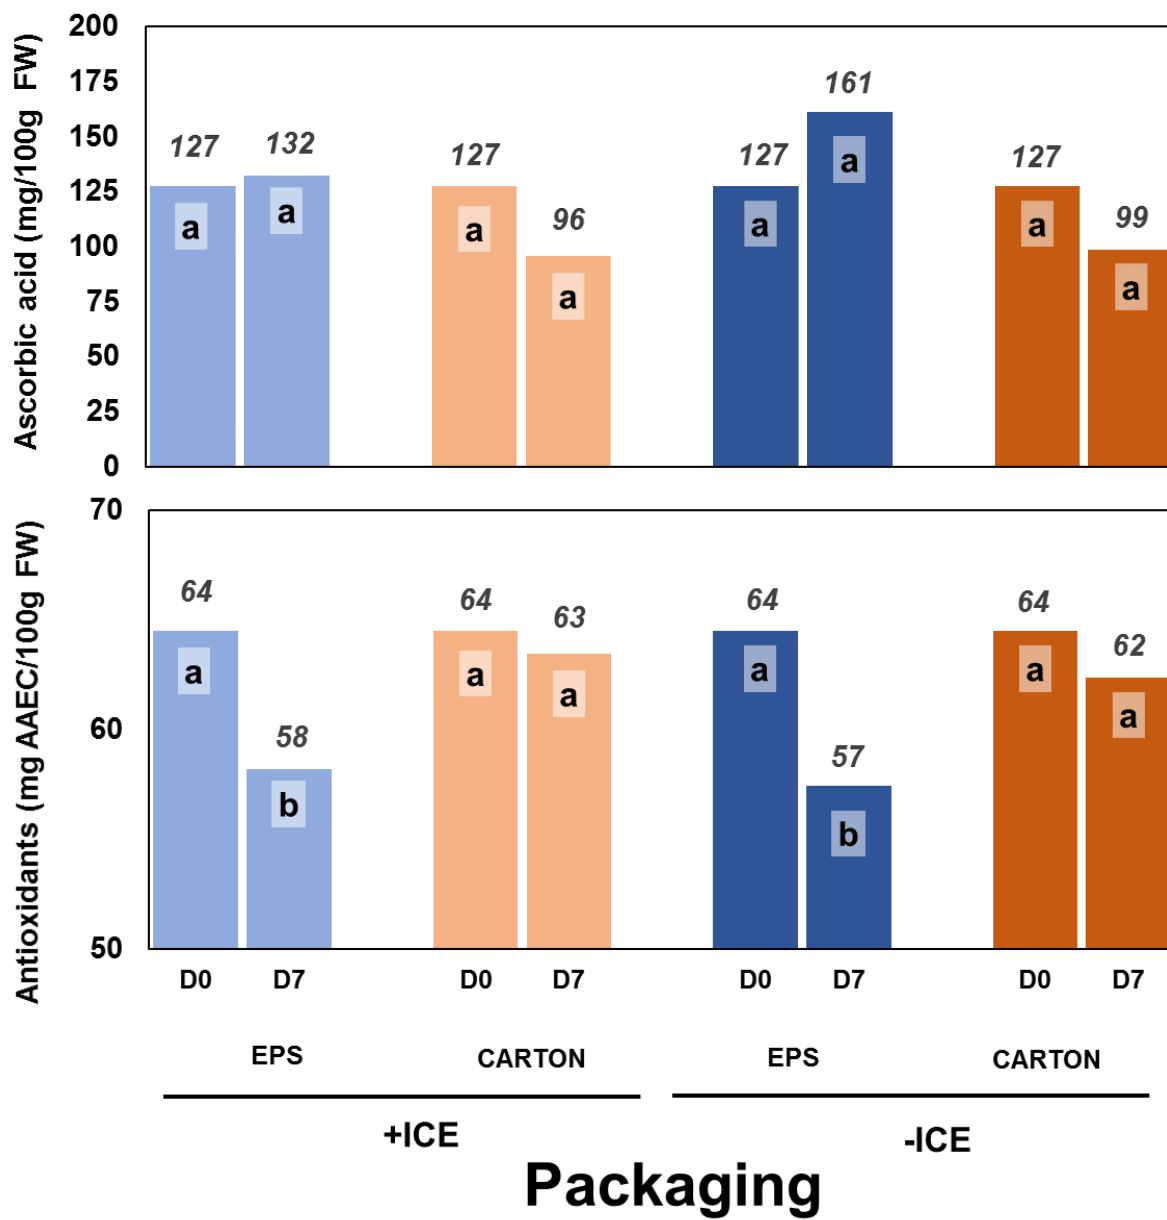 Ascorbic acid (mg/100g FW)
200
175
150
125
100
75
50
25
0
127
132
127
96
127
161
127
99
a
a
a
a
a
a
a
a
Antioxidants (mg AAEC/100g FW)
70
60
50
64
58
64
63
64
57
64
62
a
b
a
a
a
b
a
a
D0 D7 D0 D7 D0 D7 D0 D7
EPS CARTON EPS CARTON
+ICE -ICE
Packaging